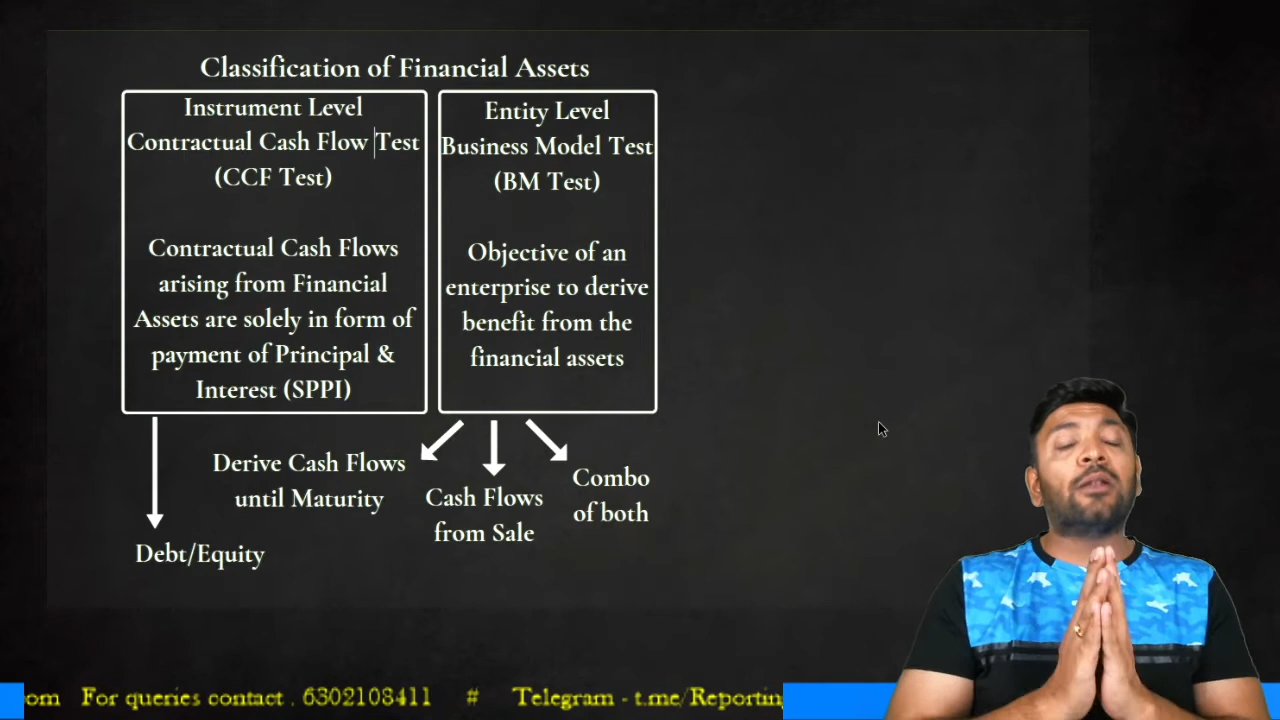 Classification of Financial Assets
Instrument Level
Contractual Cash Flow Test
(CCF Test)
Contractual Cash Flows
arising from Financial
Assets are solely in form of
payment of Principal &
Interest (SPPI)
Entity Level
Business Model Test
(BM Test)
Objective of an
enterprise to derive
benefit from the
financial assets
Derive Cash Flows
until Maturity
Cash Flows
from Sale
Combo
of both
Debt/Equity
om For queries contact . 6302108411 # Telegram - t.me/Reporting